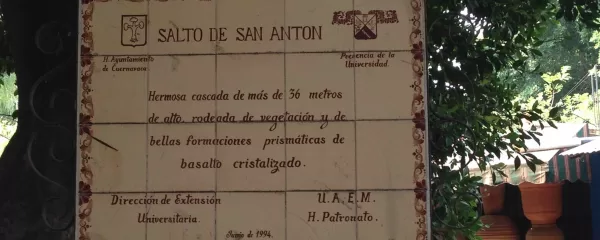 SALTO DE SAN ANTON
H. Ayuntamiento
de Cuernavaca
Presencia de la
Universidad
Hermosa cascada de más de 36 metros
de alto, rodeada de vegetación y de
bellas formaciones prismáticas de
basalto cristalizado.
Dirección de Extensión
Universitaria
U.A.E.M.
H. Patronato.
Junio de 1994.